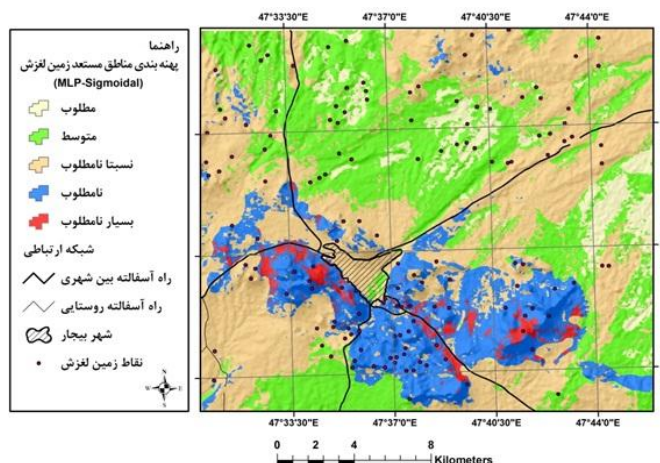 راهنما
پهنه بندی مناطق مستعد زمین لغزش
(MLP-Sigmoidal)
مطلوب
متوسط
نسبتا نامطلوب
نامطلوب
بسیار نامطلوب
شبکه ارتباطی
راه آسفالته بین شهری
راه آسفالته روستایی
شهر بیجار
نقاط زمین لغزش
N
W E
S
47°33'30"E 47°37'0"E 47°40'30"E 47°44'0"E
47°33'30"E 47°37'0"E 47°40'30"E 47°44'0"E
0 2 4 8
Kilometers